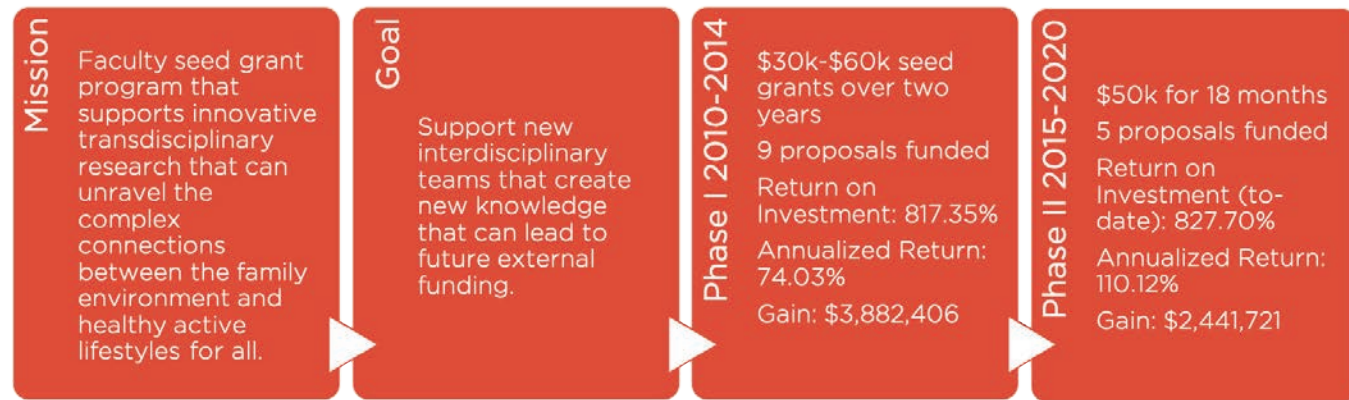 Mission
Faculty seed grant
program that
supports innovative
transdisciplinary
research that can
unravel the
complex
connections
between the family
environment and
healthy active
lifestyles for all.
Goal
Support new
interdisciplinary
teams that create
new knowledge
that can lead to
future external
funding.
Phase I 2010-2014
$30k-$60k seed
grants over two
years
9 proposals funded
Return on
Investment: 817.35%
Annualized Return:
74.03%
Gain: $3,882,406
Phase II 2015-2020
$50k for 18 months
5 proposals funded
Return on
Investment (to-
date): 827.70%
Annualized Return:
110.12%
Gain: $2,441,721